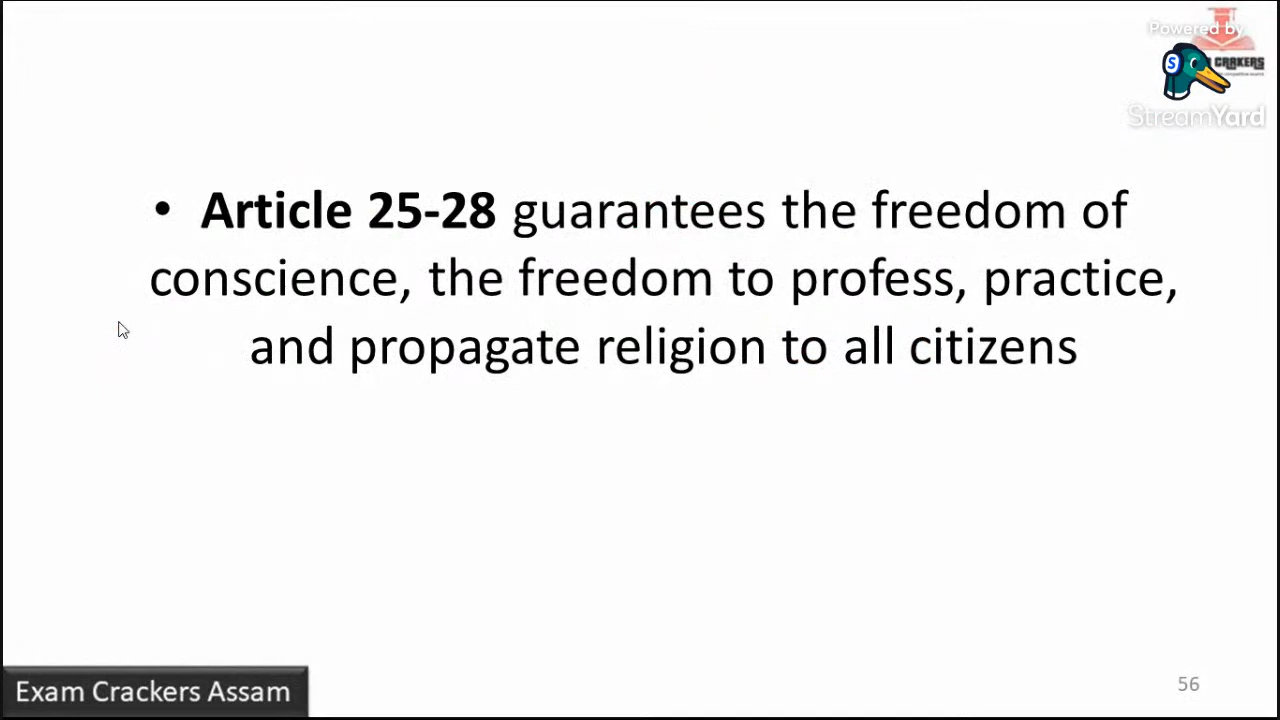 Powered by
CRAKERS
StreamYard
• Article 25-28 guarantees the freedom of
conscience, the freedom to profess, practice,
and propagate religion to all citizens
Exam Crackers Assam
56